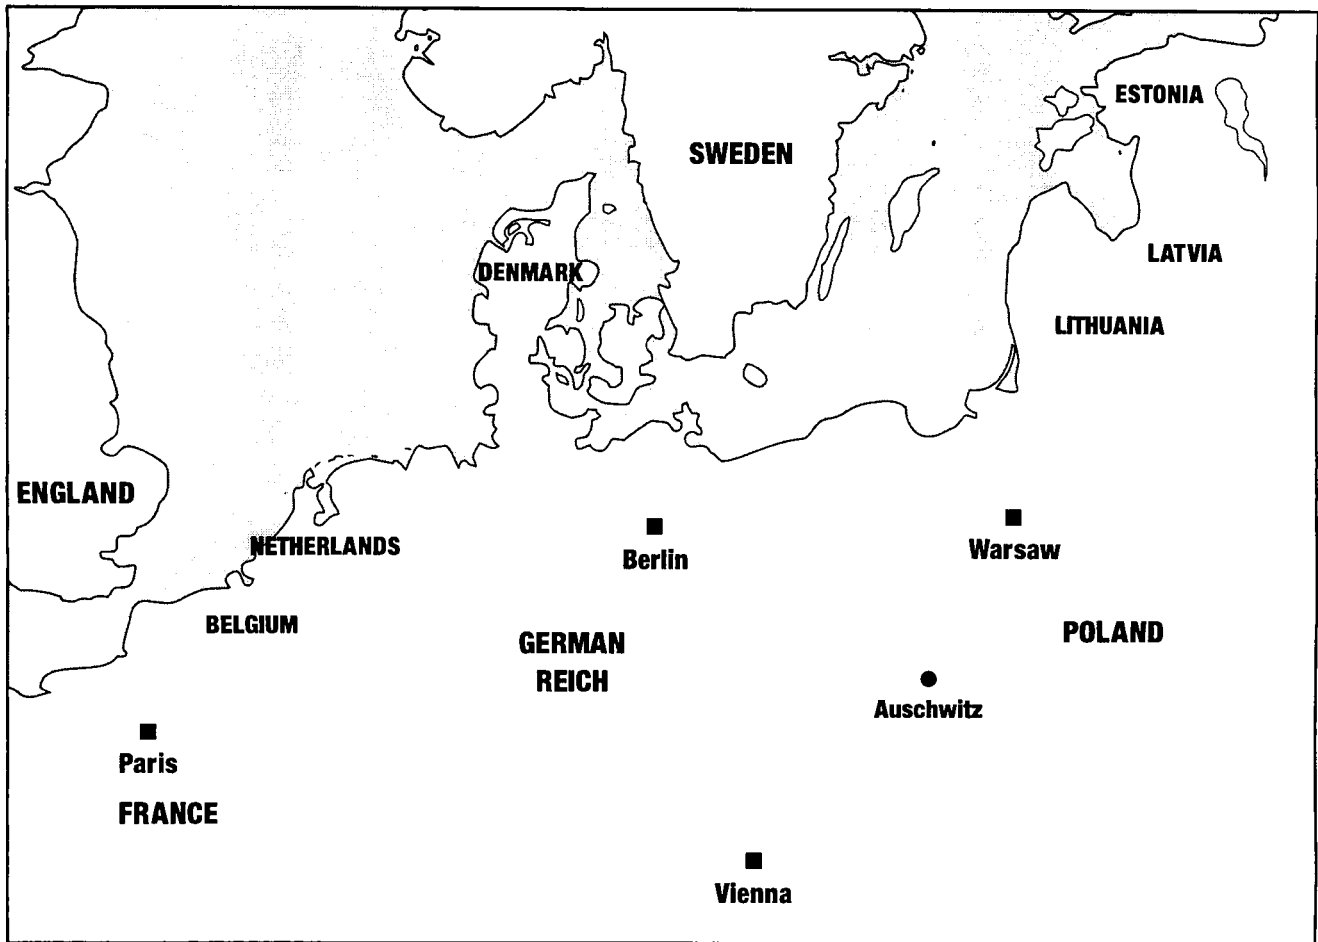 ESTONIA
SWEDEN
LATVIA
DENMARK
LITHUANIA
ENGLAND
NETHERLANDS
Berlin
Warsaw
BELGIUM
GERMAN
REICH
POLAND
Auschwitz
Paris
FRANCE
Vienna